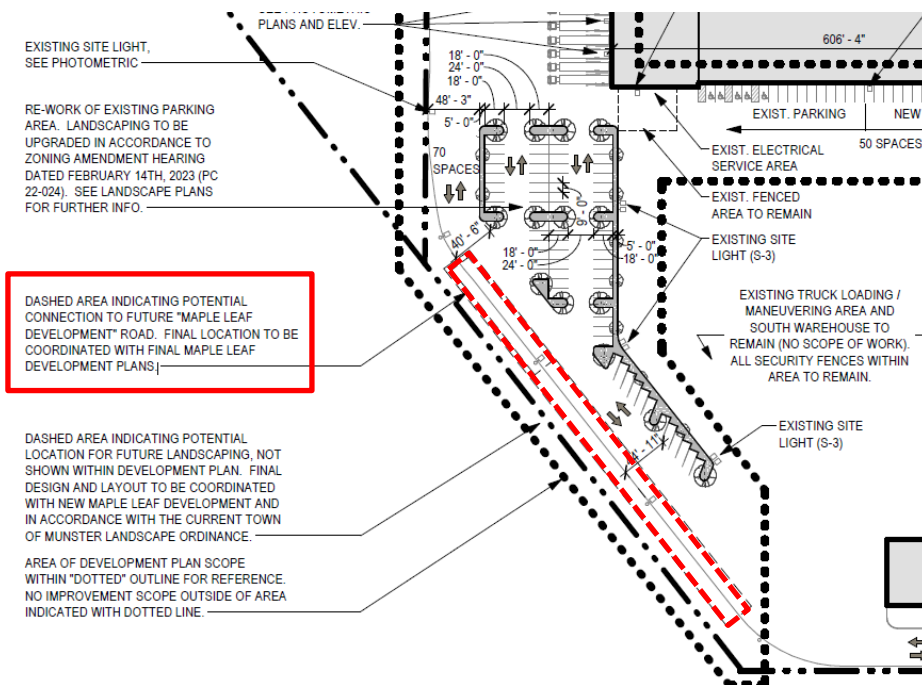 PLANS AND ELEV.
606' - 4"
EXISTING SITE LIGHT,
SEE PHOTOMETRIC
18' - 0"
24' - 0"
18' - 0"
48' - 3"
5' - 0"
RE-WORK OF EXISTING PARKING
AREA. LANDSCAPING TO BE
UPGRADED IN ACCORDANCE TO
ZONING AMENDMENT HEARING
DATED FEBRUARY 14TH, 2023 (PC
22-024). SEE LANDSCAPE PLANS
FOR FURTHER INFO.
70
SPACES
EXIST. PARKING
NEW
50 SPACES
EXIST. ELECTRICAL
SERVICE AREA
EXIST. FENCED
AREA TO REMAIN
9' - 0"
40' - 6"
18' - 0"
24' - 0"
5' - 0"
18' - 0"
EXISTING SITE
LIGHT (S-3)
DASHED AREA INDICATING POTENTIAL
CONNECTION TO FUTURE "MAPLE LEAF
DEVELOPMENT" ROAD. FINAL LOCATION TO BE
COORDINATED WITH FINAL MAPLE LEAF
DEVELOPMENT PLANS.
EXISTING TRUCK LOADING /
MANEUVERING AREA AND
SOUTH WAREHOUSE TO
REMAIN (NO SCOPE OF WORK).
ALL SECURITY FENCES WITHIN
AREA TO REMAIN.
DASHED AREA INDICATING POTENTIAL
LOCATION FOR FUTURE LANDSCAPING, NOT
SHOWN WITHIN DEVELOPMENT PLAN. FINAL
DESIGN AND LAYOUT TO BE COORDINATED
WITH NEW MAPLE LEAF DEVELOPMENT AND
IN ACCORDANCE WITH THE CURRENT TOWN
OF MUNSTER LANDSCAPE ORDINANCE.
EXISTING SITE
LIGHT (S-3)
AREA OF DEVELOPMENT PLAN SCOPE
WITHIN "DOTTED" OUTLINE FOR REFERENCE.
NO IMPROVEMENT SCOPE OUTSIDE OF AREA
INDICATED WITH DOTTED LINE.